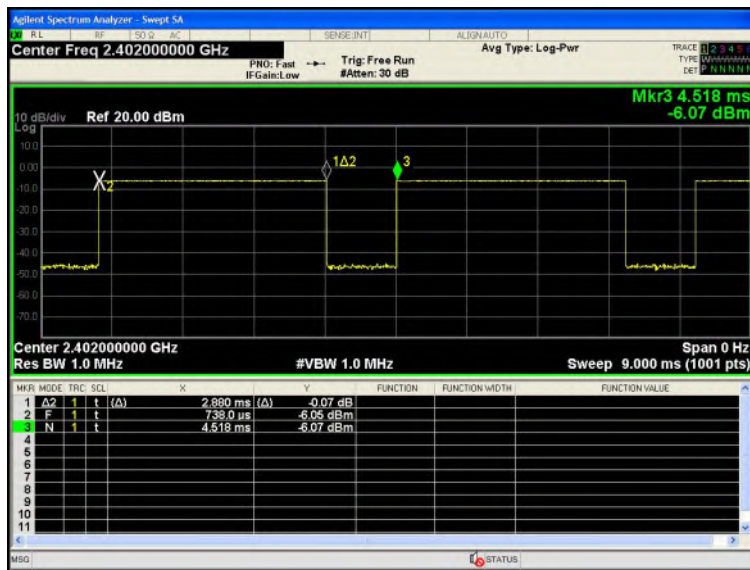 Agilent Spectrum Analyzer - Swept SA
RL RF 50 Ω AC SENSE:INT ALIGNAUTO
Center Freq 2.402000000 GHz
PNO: Fast
IFGain:Low
Trig: Free Run
#Atten: 30 dB
Avg Type: Log-Pwr
TRACE 1 2 3 4 5
TYPE
DET P N N N N
Mkr3 4.518 ms
-6.07 dBm
10 dB/div Ref 20.00 dBm
Log
10.0
0.00
-10.0
-20.0
-30.0
-40.0
-50.0
-60.0
-70.0
2
1Δ2
3
Center 2.402000000 GHz
Span 0 Hz
Res BW 1.0 MHz
#VBW 1.0 MHz
Sweep 9.000 ms (1001 pts)
MKR MODE TRC SCL X Y FUNCTION FUNCTION WIDTH FUNCTION VALUE
1 Δ2 1 t (Δ) 2.880 ms (Δ) -0.07 dB
2 F 1 t 738.0 µs -6.05 dBm
3 N 1 t 4.518 ms -6.07 dBm
4
5
6
7
8
9
10
11
MSG
STATUS